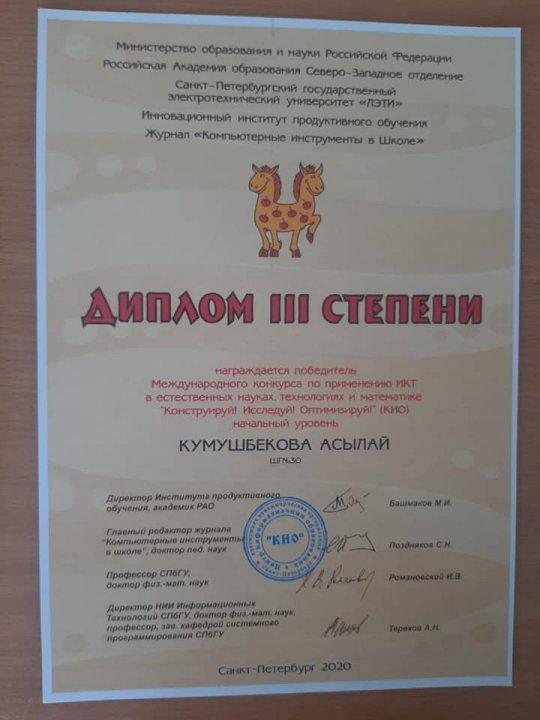 Министерство образования и науки Российской Федерации
Российская Академия образования Северо-Западное отделение
Санкт-Петербургский государственный
электротехнический университет «ЛЭТИ»
Инновационный институт продуктивного обучения
Журнал «Компьютерные инструменты в Школе»
ДИПЛОМ III СТЕПЕНИ
награждается победитель
Международного конкурса по применению ИКТ
в естественных науках, технологиях и математике
"Конструируй! Исследуй! Оптимизируй!" (КИО)
начальный уровень
КУМУШБЕКОВА АСЫЛАЙ
ШГ№30
Директор Института продуктивного
обучения, академик РАО
Башмаков М.И.
Главный редактор журнала
"Компьютерные инструменты
в школе", доктор пед. наук
Поздняков С.Н.
"КИО"
Профессор СПбГУ,
доктор физ.-мат. наук
Романовский И.В.
Директор НИИ Информационных
Технологий СПбГУ, доктор физ.-мат. наук,
профессор, зав. кафедрой системного
программирования СПбГУ
Терехов А.Н.
Санкт-Петербург 2020